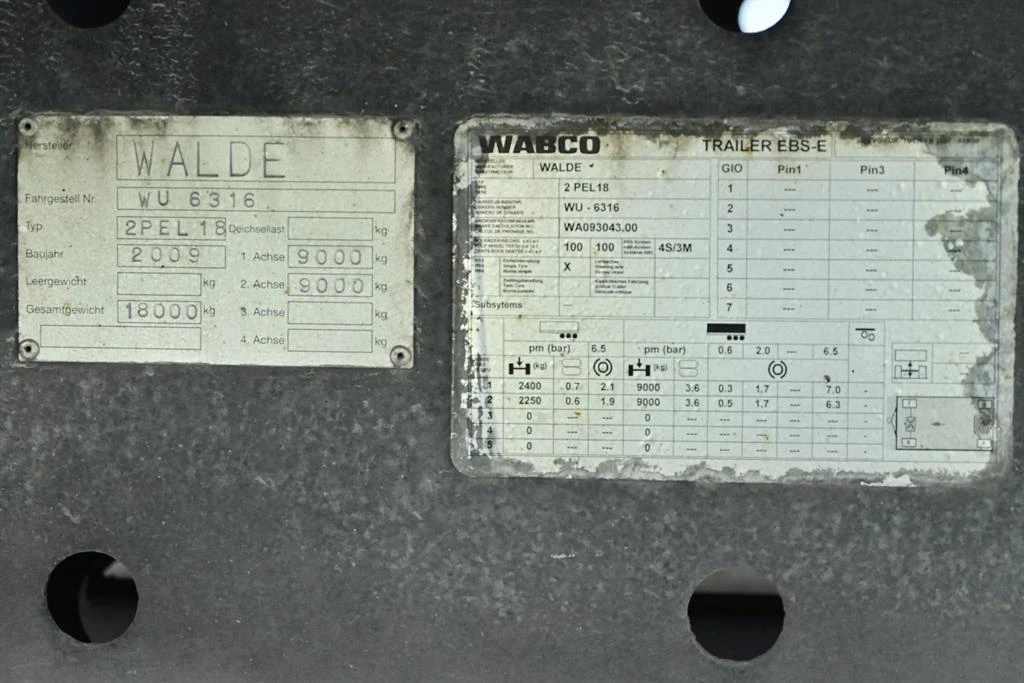 Hersteller WALDE
Fahrgestell Nr. WU 6316
Typ 2PEL18 Deichsellast kg
Baujahr 2009 1. Achse 9000 kg
Leergewicht kg 2. Achse 9000 kg
Gesamtgewicht 18000 kg 3. Achse kg
4. Achse kg
WABCO TRAILER EBS-E
WALDE GIO Pin1 Pin3 Pin4
2 PEL18 1 --- --- ---
WU - 6316 2 --- ---
WA093043.00 3 --- ---
100 100 4S/3M 4 --- ---
X 5 --- ---
6 --- --- ---
Subsytems --- 7 --- --- ---
pm (bar) 6.5 pm (bar) 0.6 2.0 --- 6.5
(kg) (kg)
1 2400 0.7 2.1 9000 3.6 0.3 1.7 --- 7.0 -
2 2250 0.6 1.9 9000 3.6 0.5 1.7 --- 6.3 -
3 0 --- --- 0 --- --- --- --- --- -
4 0 --- --- 0 --- --- --- --- --- -
5 0 --- --- 0 --- --- --- --- --- -